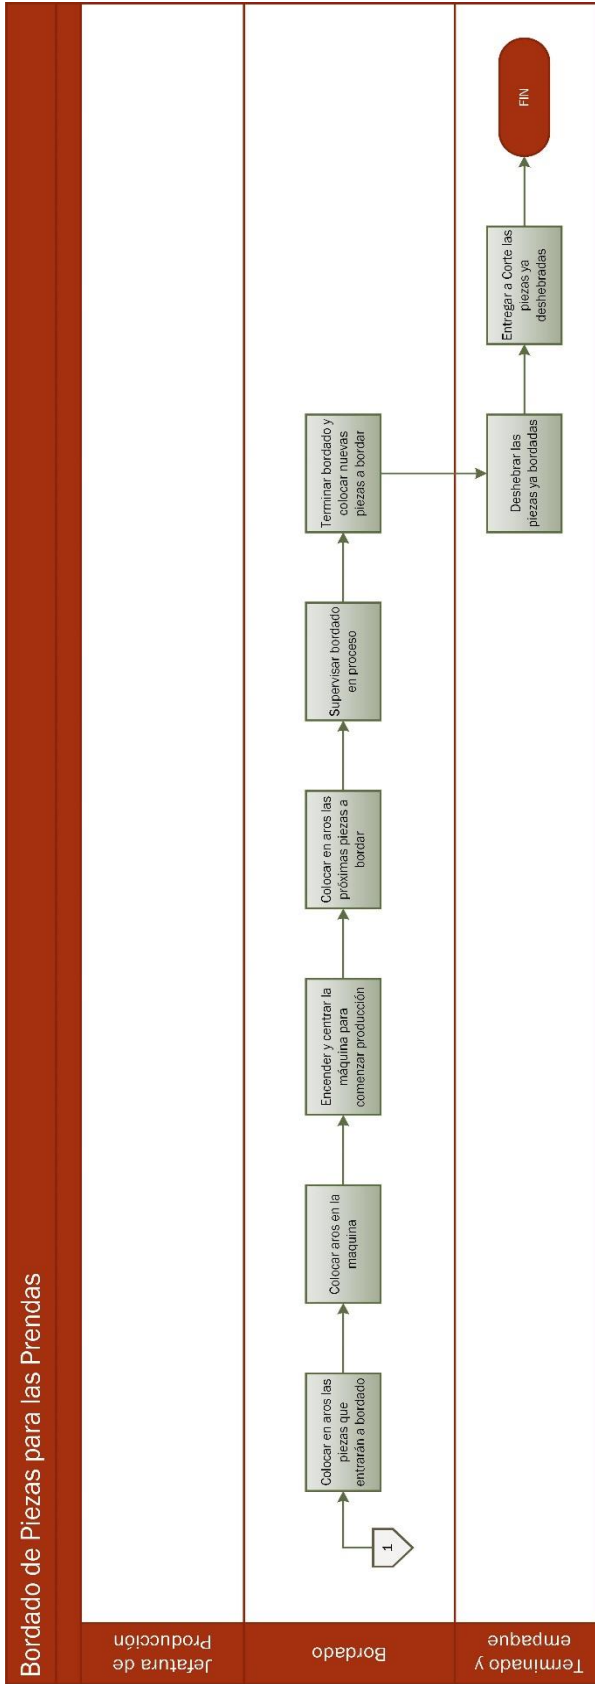 Bordado de Piezas para las Prendas
Jefatura de
Producción
Bordado
1
Colocar en aros las
piezas que
entrarán a bordado
Colocar aros en la
maquina
Encender y centrar la
máquina para
comenzar producción
Colocar en aros las
próximas piezas a
bordar
Supervisar bordado
en proceso
Terminar bordado y
colocar nuevas
piezas a bordar
Terminado y
empaque
Deshebrar las
piezas ya bordadas
Entregar a Corte las
piezas ya
deshebradas
FIN